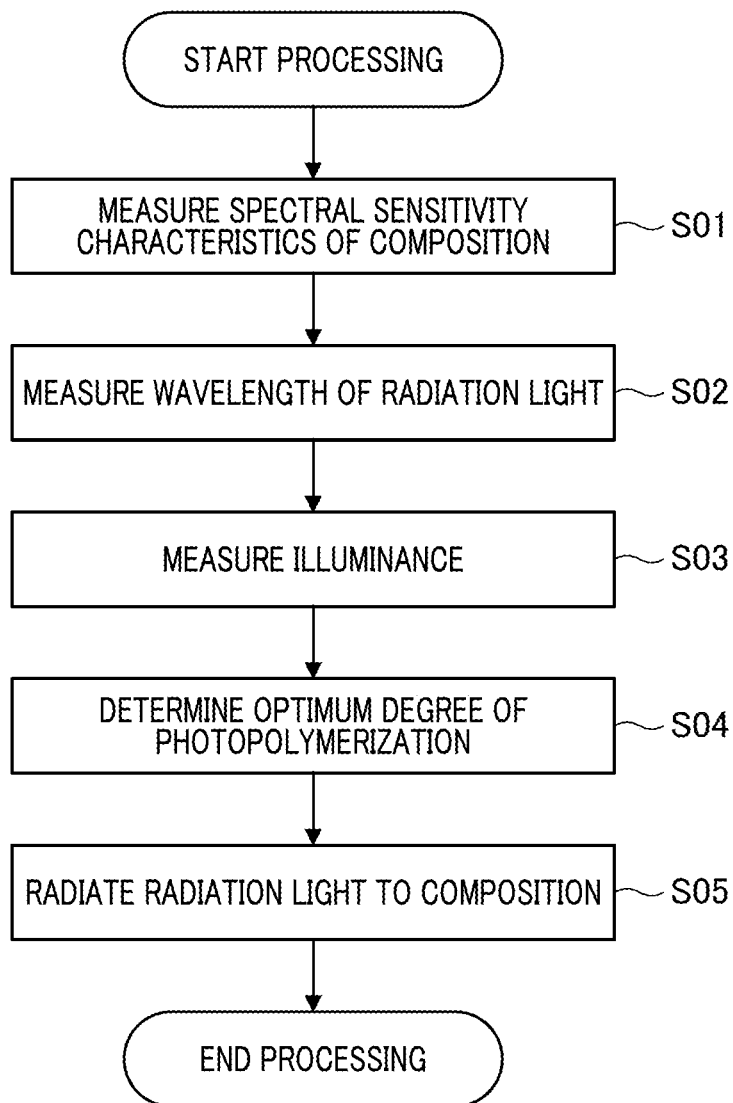 START PROCESSING
MEASURE SPECTRAL SENSITIVITY
CHARACTERISTICS OF COMPOSITION
S01
MEASURE WAVELENGTH OF RADIATION LIGHT
S02
MEASURE ILLUMINANCE
S03
DETERMINE OPTIMUM DEGREE OF
PHOTOPOLYMERIZATION
S04
RADIATE RADIATION LIGHT TO COMPOSITION
S05
END PROCESSING